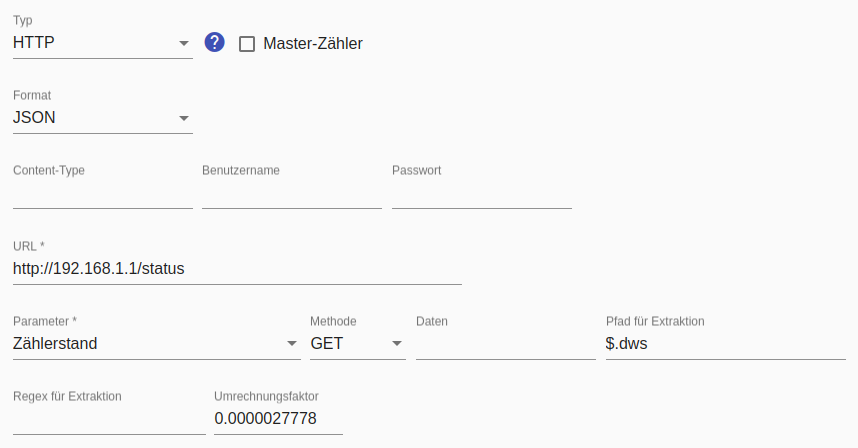 Typ
HTTP ? Master-Zähler
Format
JSON
Content-Type Benutzername Passwort
URL *
http://192.168.1.1/status
Parameter * Methode Daten Pfad für Extraktion
Zählerstand GET $.dws
Regex für Extraktion Umrechnungsfaktor
0.0000027778